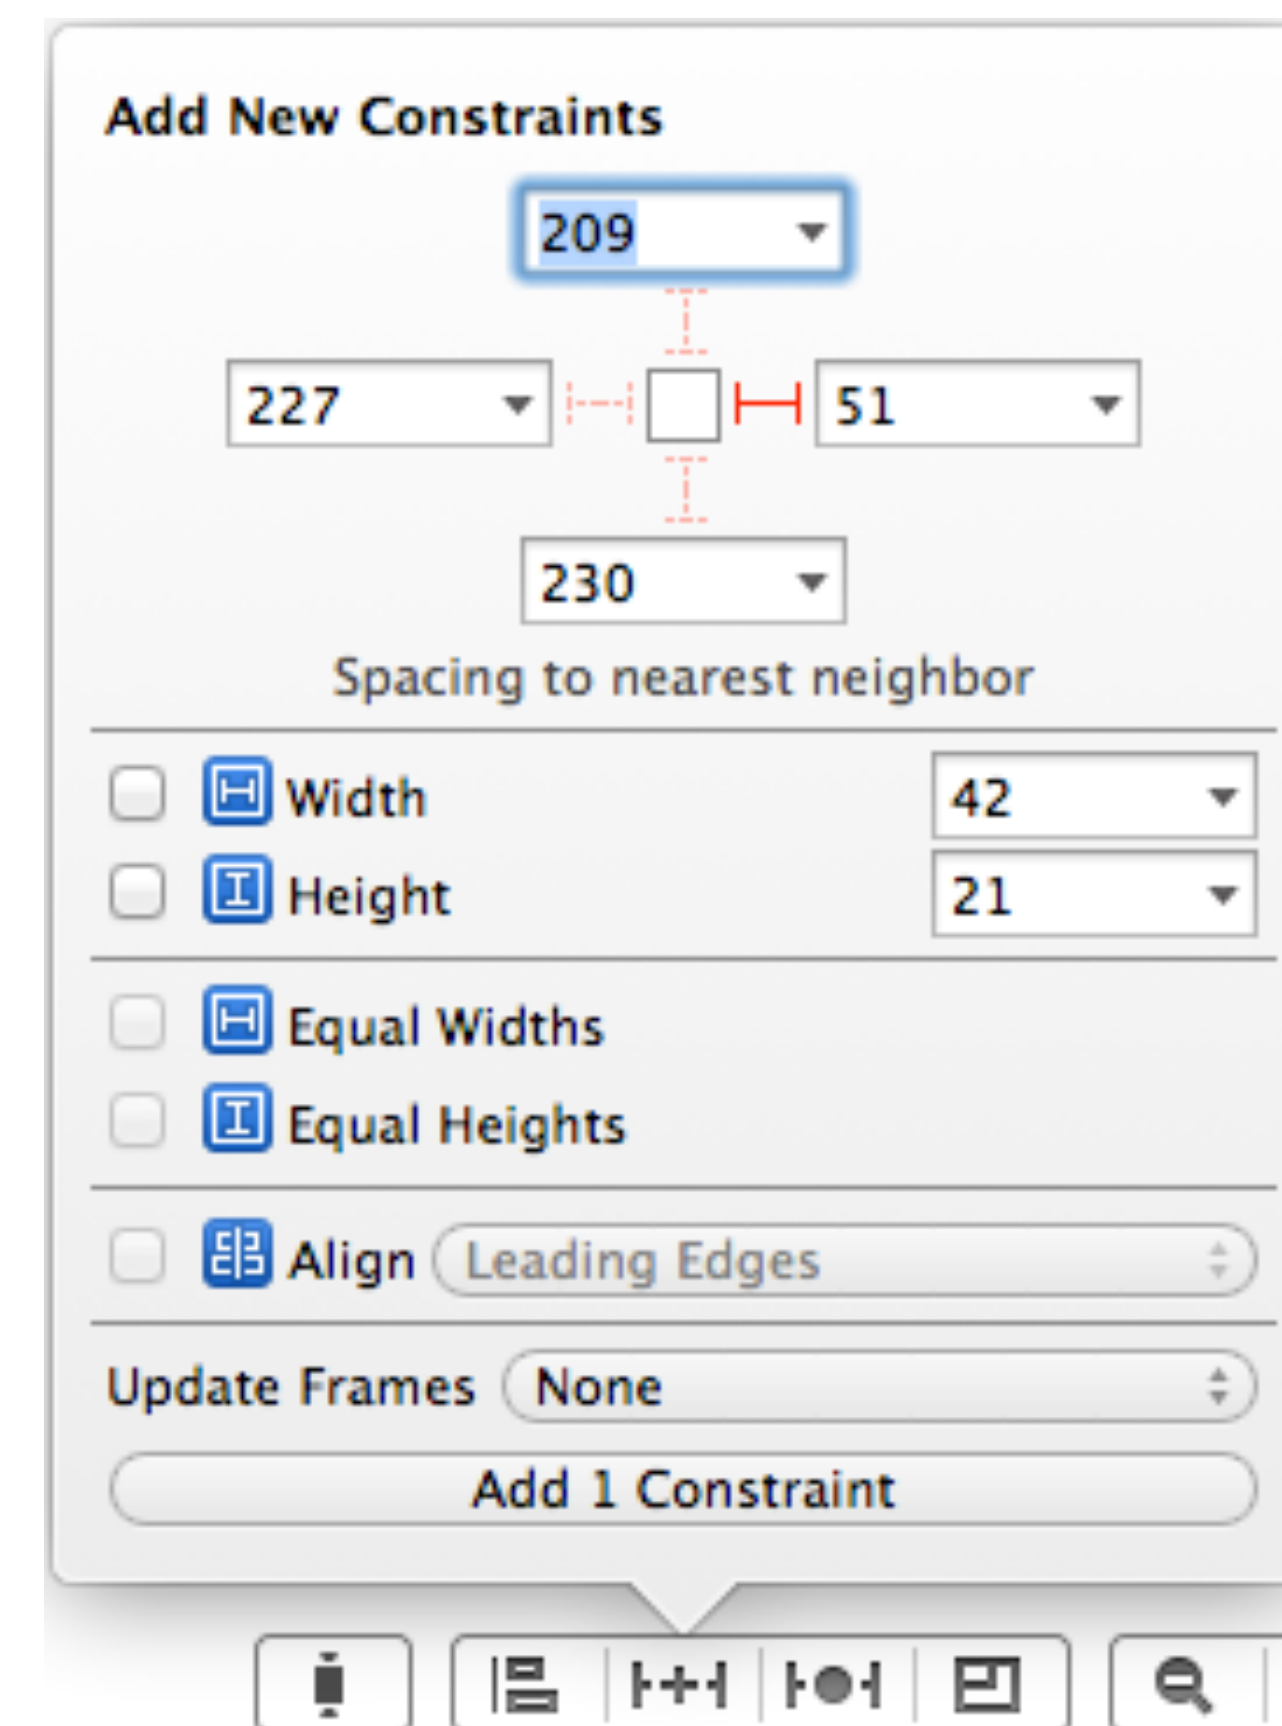 Add New Constraints
209
227 51
230
Spacing to nearest neighbor
Width 42
Height 21
Equal Widths
Equal Heights
Align Leading Edges
Update Frames None
Add 1 Constraint